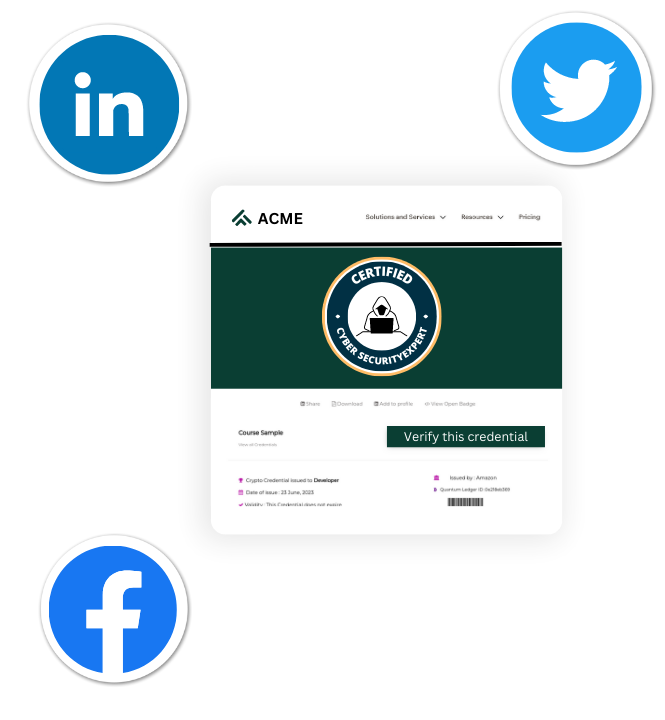 in
ACME
Solutions and Services
Resources
Pricing
CERTIFIED
CYBER SECURITYEXPERT
Share
Download
Add to profile
View Open Badge
Course Sample
View all Credentials
Verify this credential
Crypto Credential issued to Developer
Issued by : Amazon
Date of issue : 23 June, 2023
Quantum Ledger ID:
Validity : This Credential does not expire
f